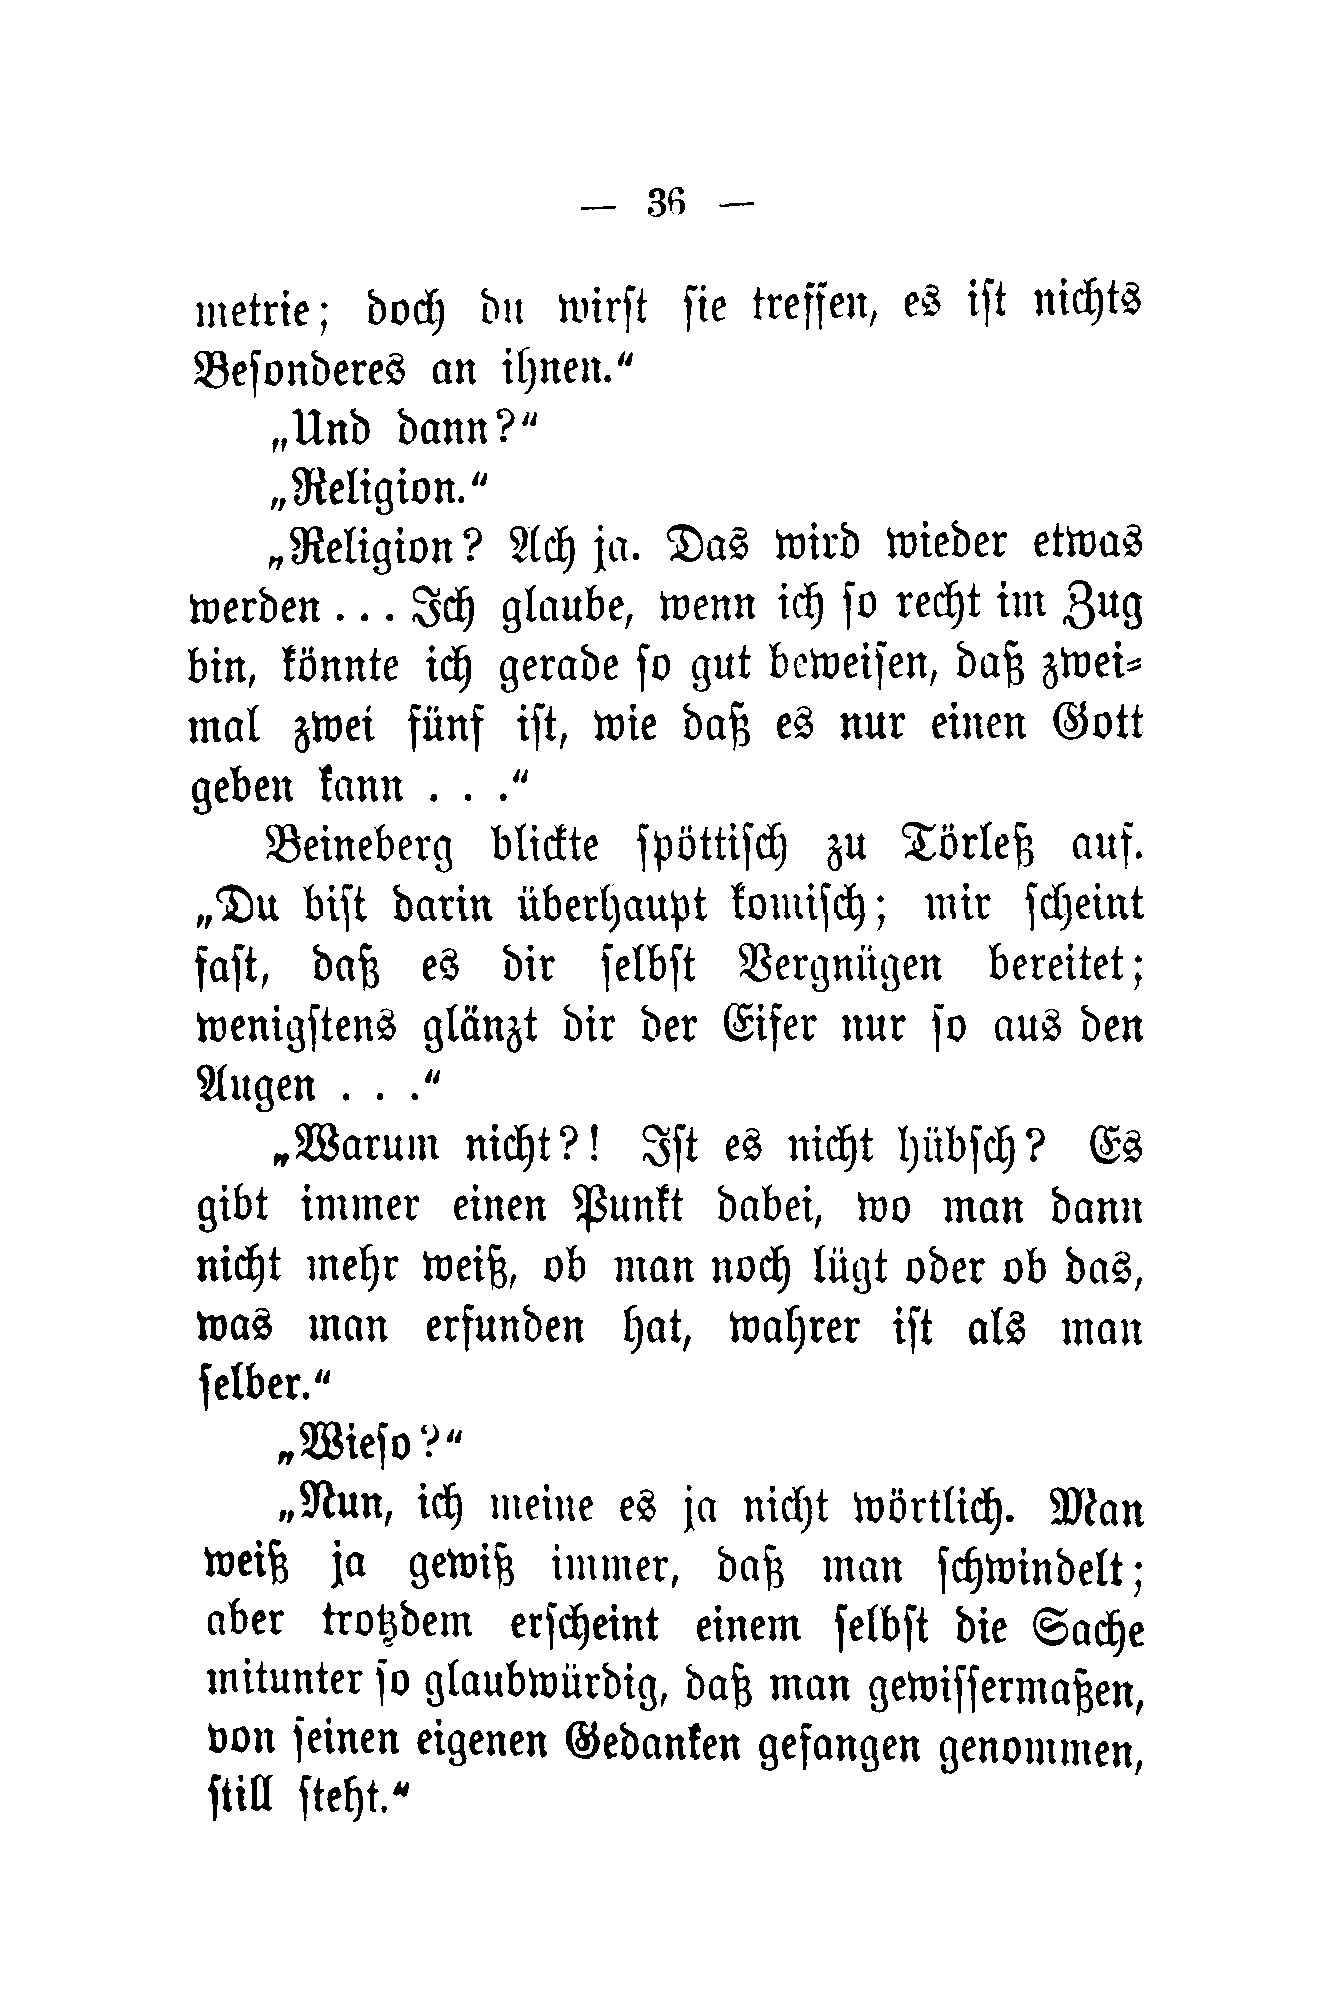 — 36 —
metrie; doch du wirst sie treffen, es ist nichts
Besonderes an ihnen.“
„Und dann?“
„Religion.“
„Religion? Ach ja. Das wird wieder etwas
werden... Ich glaube, wenn ich so recht im Zug
bin, könnte ich gerade so gut beweisen, daß zwei-
mal zwei fünf ist, wie daß es nur einen Gott
geben kann . . .“
Beineberg blickte spöttisch zu Törleß auf.
„Du bist darin überhaupt komisch; mir scheint
fast, daß es dir selbst Vergnügen bereitet;
wenigstens glänzt dir der Eifer nur so aus den
Augen . . .“
„Warum nicht?! Ist es nicht hübsch? Es
gibt immer einen Punkt dabei, wo man dann
nicht mehr weiß, ob man noch lügt oder ob das,
was man erfunden hat, wahrer ist als man
selber.“
„Wieso?“
„Nun, ich meine es ja nicht wörtlich. Man
weiß ja gewiß immer, daß man schwindelt;
aber trotzdem erscheint einem selbst die Sache
mitunter so glaubwürdig, daß man gewissermaßen,
von seinen eigenen Gedanken gefangen genommen,
still steht.“